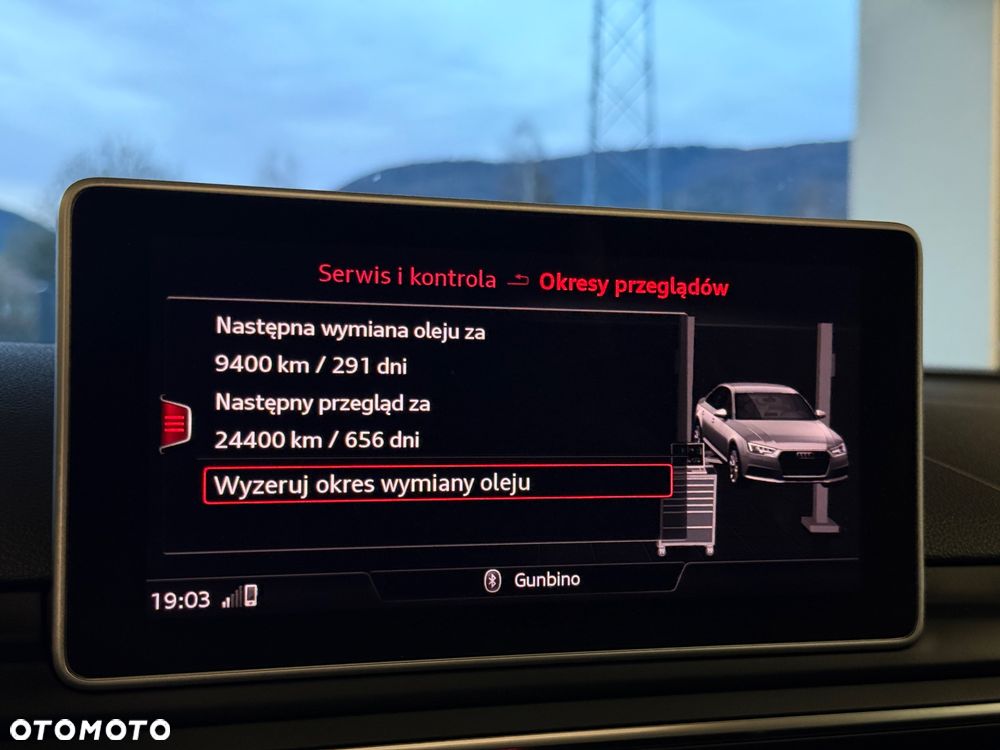 Serwis i kontrola Okresy przeglądów
Następna wymiana oleju za
9400 km / 291 dni
Następny przegląd za
24400 km / 656 dni
Wyzeruj okres wymiany oleju
19:03
Gunbino
OTOMOTO